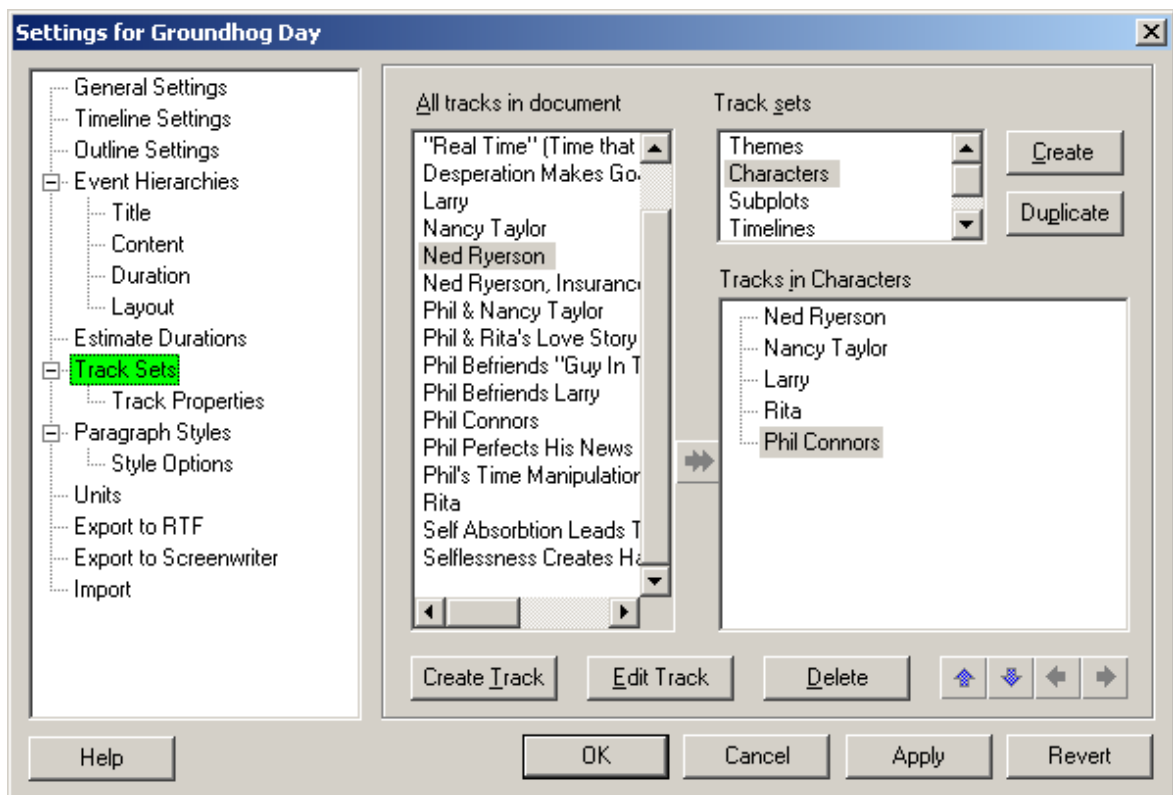 Settings for Groundhog Day
General Settings
Timeline Settings
Outline Settings
Event Hierarchies
Title
Content
Duration
Layout
Estimate Durations
Track Sets
Track Properties
Paragraph Styles
Style Options
Units
Export to RTF
Export to Screenwriter
Import
All tracks in document
"Real Time" (Time that
Desperation Makes Go
Larry
Nancy Taylor
Ned Ryerson
Ned Ryerson, Insuranc
Phil & Nancy Taylor
Phil & Rita's Love Story
Phil Befriends "Guy In T
Phil Befriends Larry
Phil Connors
Phil Perfects His News
Phil's Time Manipulation
Rita
Self Absorbtion Leads T
Selflessness Creates Ha
Track sets
Themes
Characters
Subplots
Timelines
Create
Duplicate
Tracks in Characters
Ned Ryerson
Nancy Taylor
Larry
Rita
Phil Connors
Create Track
Edit Track
Delete
Help
OK
Cancel
Apply
Revert